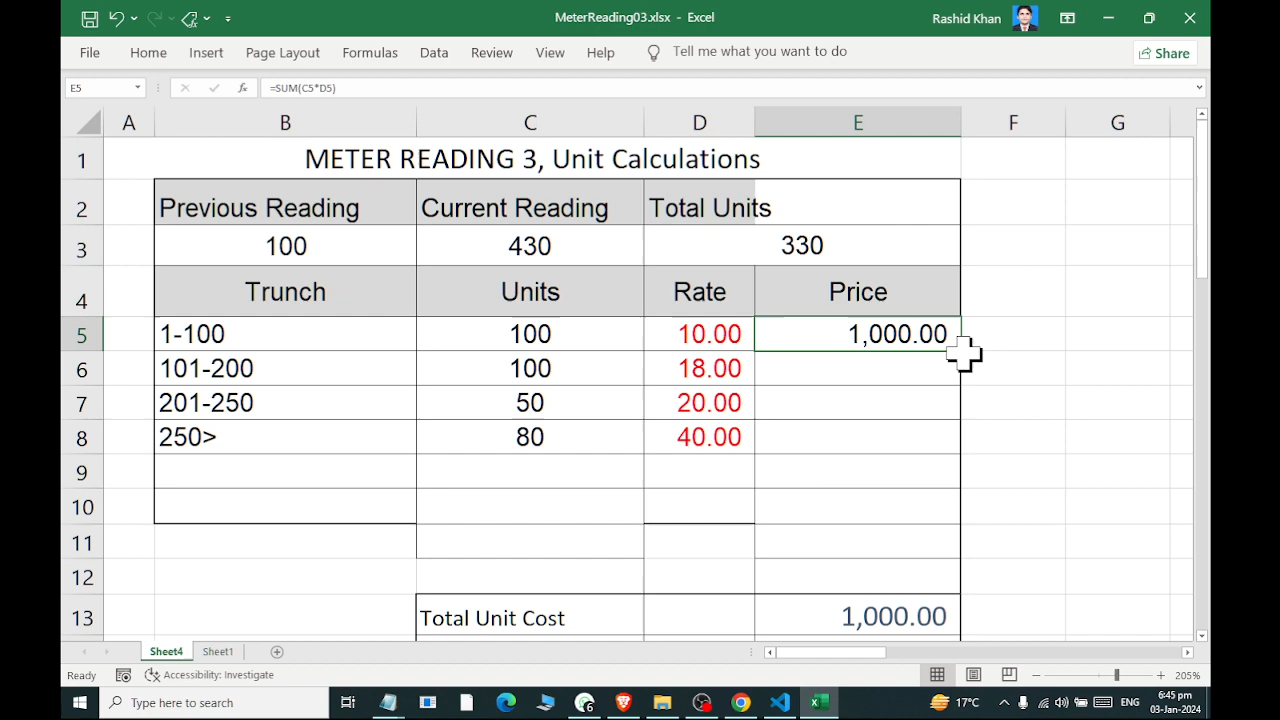 MeterReading03.xlsx - Excel
Rashid Khan
File Home Insert Page Layout Formulas Data Review View Help Tell me what you want to do Share
E5 fx =SUM(C5*D5)
A B C D E F G
1 METER READING 3, Unit Calculations
2 Previous Reading Current Reading Total Units
3 100 430 330
4 Trunch Units Rate Price
5 1-100 100 10.00 1,000.00
6 101-200 100 18.00
7 201-250 50 20.00
8 250> 80 40.00
9
10
11
12
13 Total Unit Cost 1,000.00
Sheet4 Sheet1
Ready Accessibility: Investigate 205%
Type here to search 17°C ENG 6:45 pm
03-Jan-2024